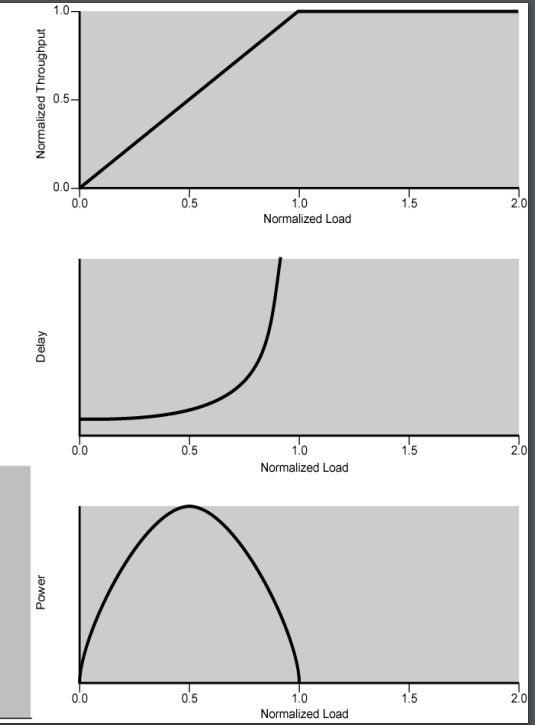 1.0
Normalized Throughput
0.5
0.0
0.0 0.5 1.0 1.5 2.0
Normalized Load
Delay
0.0 0.5 1.0 1.5 2.0
Normalized Load
Power
0.0 0.5 1.0 1.5 2.0
Normalized Load